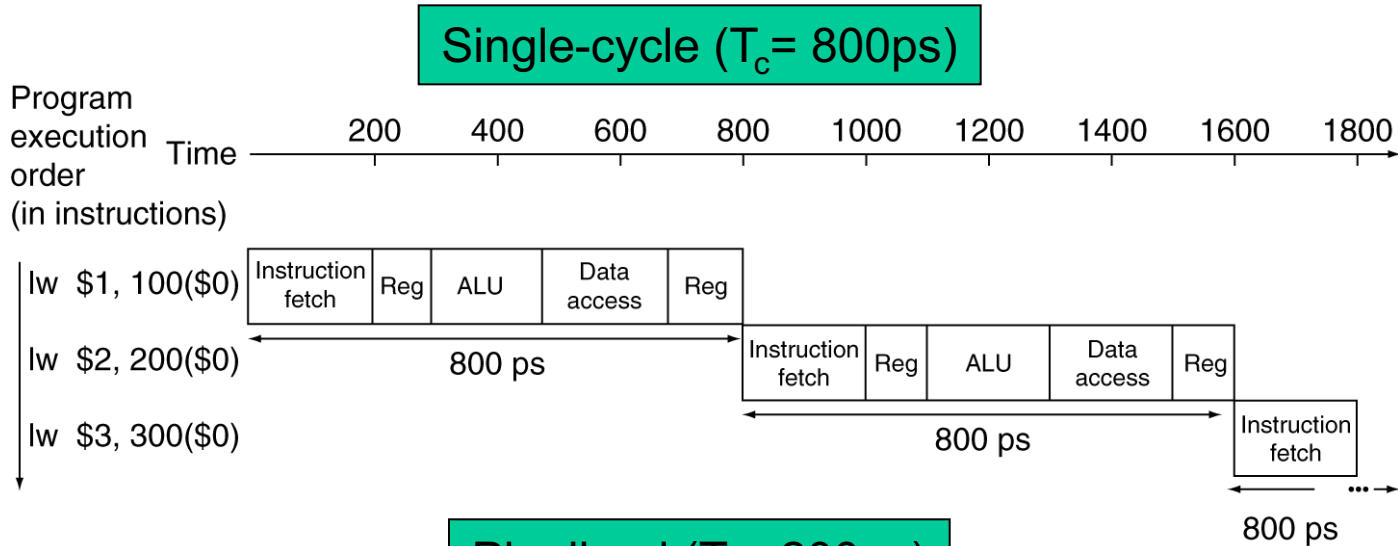 Single-cycle (Tc= 800ps)
Program
execution
order
(in instructions)
Time
200 400 600 800 1000 1200 1400 1600 1800
lw $1, 100($0)
Instruction
fetch
Reg
ALU
Data
access
Reg
800 ps
lw $2, 200($0)
Instruction
fetch
Reg
ALU
Data
access
Reg
800 ps
lw $3, 300($0)
Instruction
fetch
...
800 ps